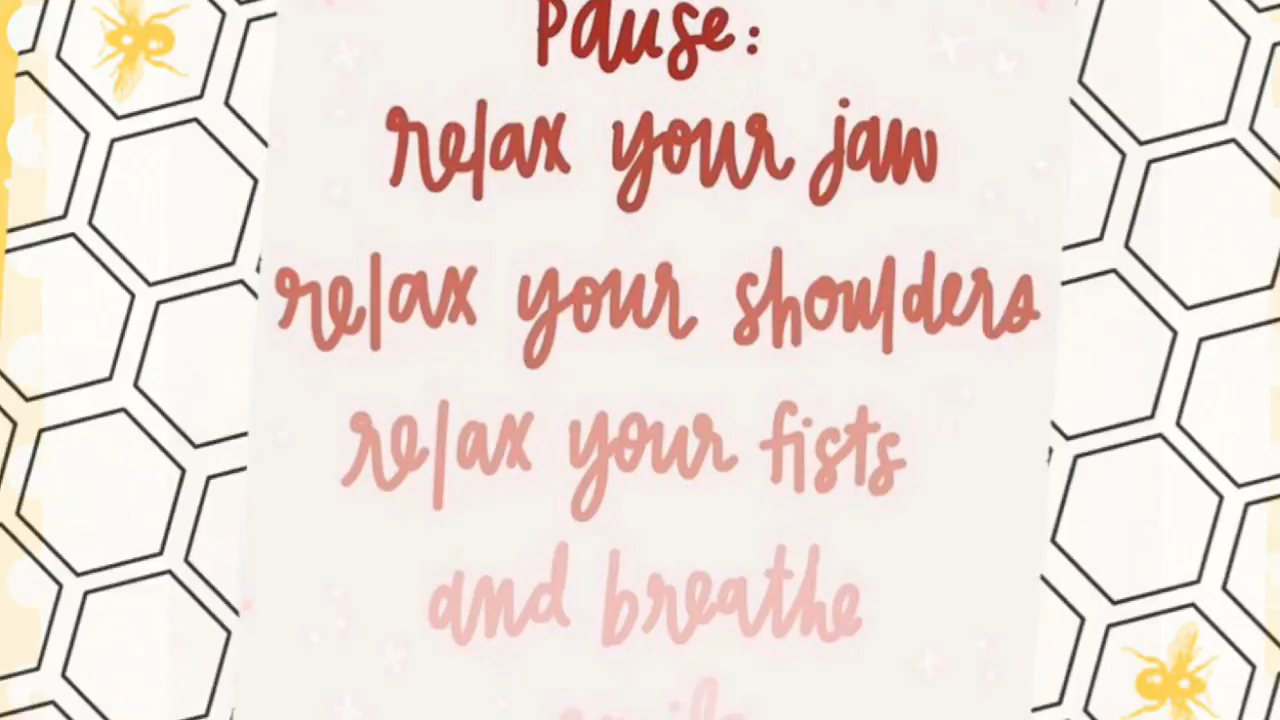 Pause:
relax your jaw
relax your shoulders
relax your fists
and breathe